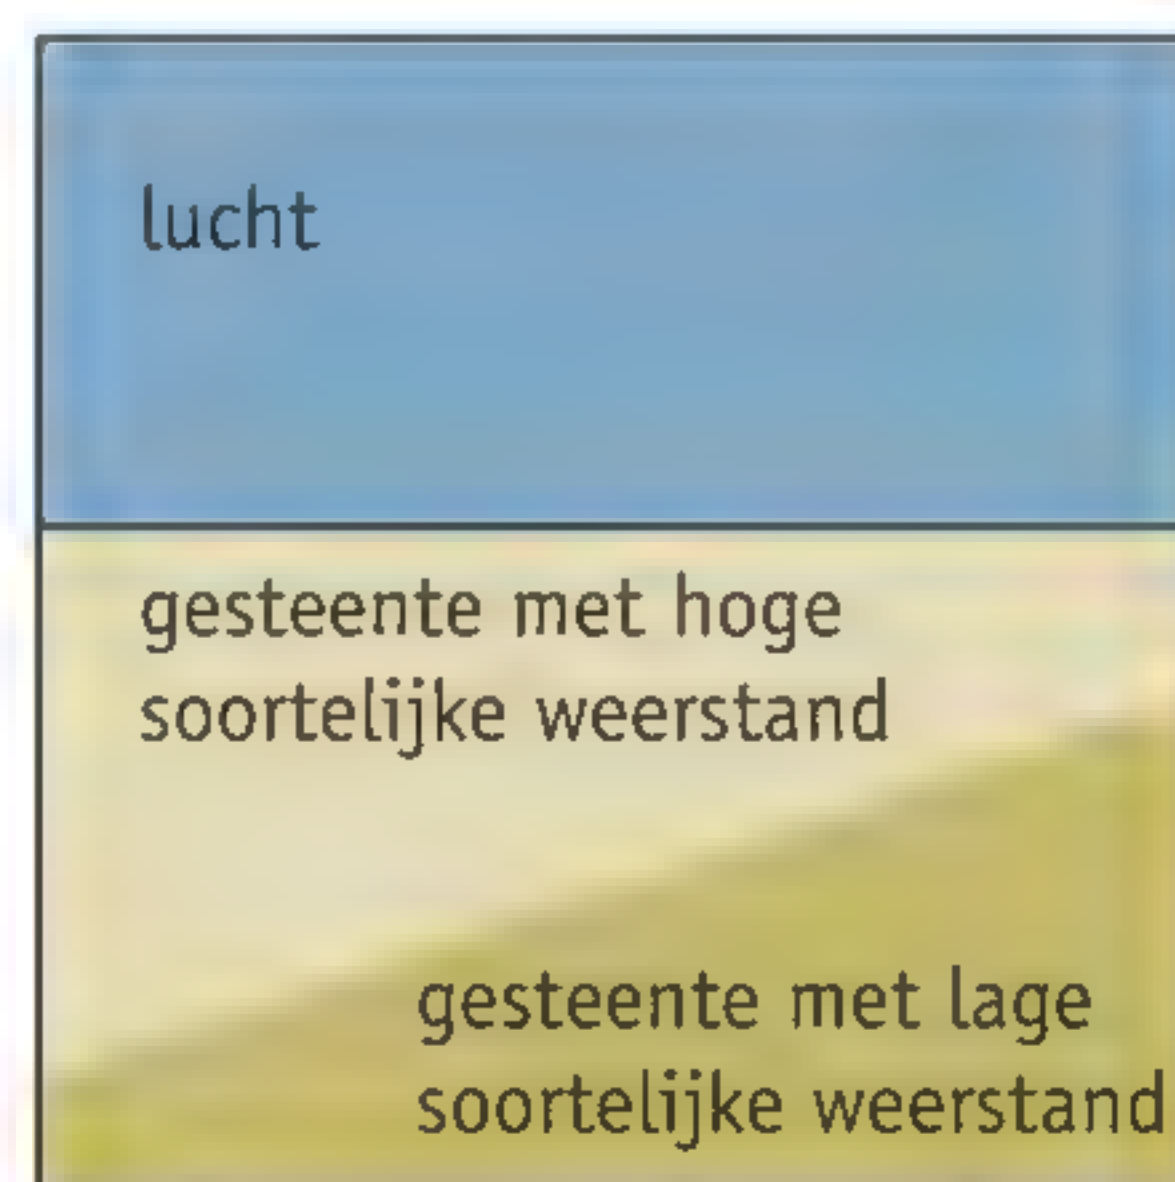 lucht
gesteente met hoge
soortelijke weerstand
gesteente met lage
soortelijke weerstand